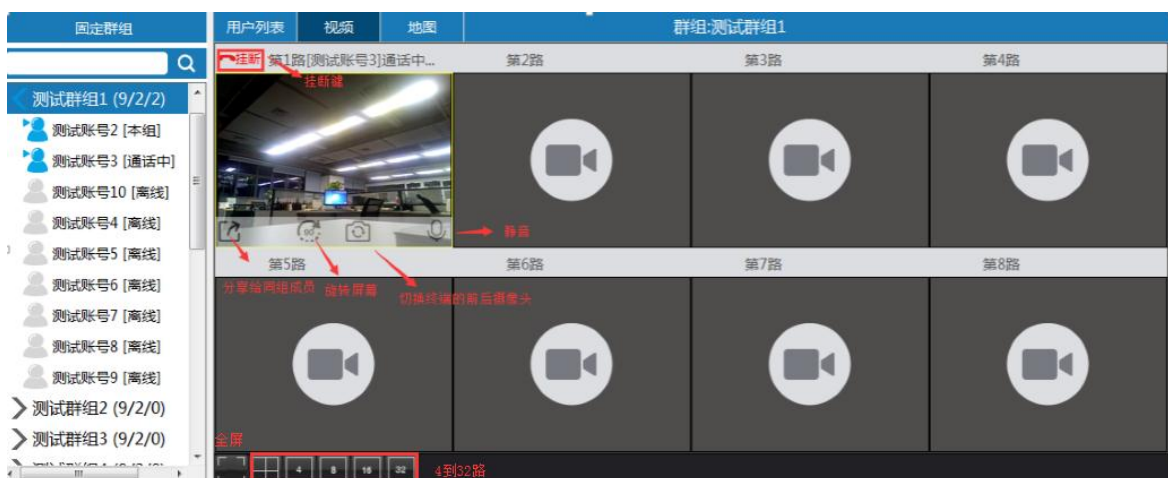 固定群组
用户列表 视频 地图 群组:测试群组1
挂断 第1路[测试账号3]通话中... 第2路 第3路 第4路
挂断键
测试群组1 (9/2/2)
测试账号2 [本组]
测试账号3 [通话中]
测试账号10 [离线]
测试账号4 [离线]
测试账号5 [离线]
测试账号6 [离线]
测试账号7 [离线]
测试账号8 [离线]
测试账号9 [离线]
测试群组2 (9/2/0)
测试群组3 (9/2/0)
90°
静音
第5路 第6路 第7路 第8路
分享给同组成员 旋转屏幕 切换终端的前后摄像头
全屏
4 8 16 32 4到32路